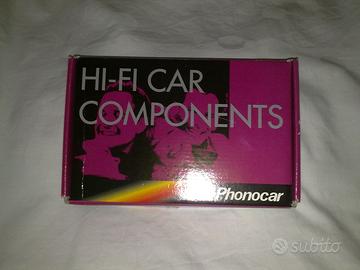 HI-FI CAR
COMPONENTS
Phonocar
subito